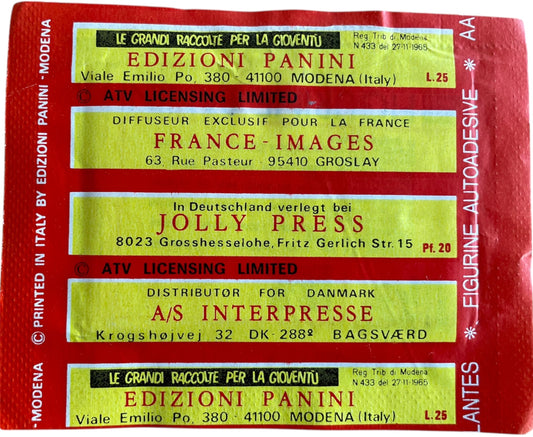 LE GRANDI RACCOLTE PER LA GIOVENTÙ
Reg. Trib. di Modena
N. 433 del 27-11-1965
EDIZIONI PANINI
Viale Emilio Po, 380 - 41100 MODENA (Italy)
L. 25
© ATV LICENSING LIMITED
DIFFUSEUR EXCLUSIF POUR LA FRANCE
FRANCE - IMAGES
63, Rue Pasteur - 95410 GROSLAY
In Deutschland verlegt bei
JOLLY PRESS
8023 Grosshesselohe, Fritz Gerlich Str. 15
Pf. 20
© ATV LICENSING LIMITED
DISTRIBUTØR FOR DANMARK
A/S INTERPRESSE
Krogshøjvej 32 DK-288º BAGSVÆRD
LE GRANDI RACCOLTE PER LA GIOVENTÙ
Reg. Trib. di Modena
N. 433 del 27-11-1965
EDIZIONI PANINI
Viale Emilio Po, 380 - 41100 MODENA (Italy)
L. 25
-MODENA © PRINTED IN ITALY BY EDIZIONI PANINI -MODENA
LANTES * FIGURINE AUTOADESIVE * AA